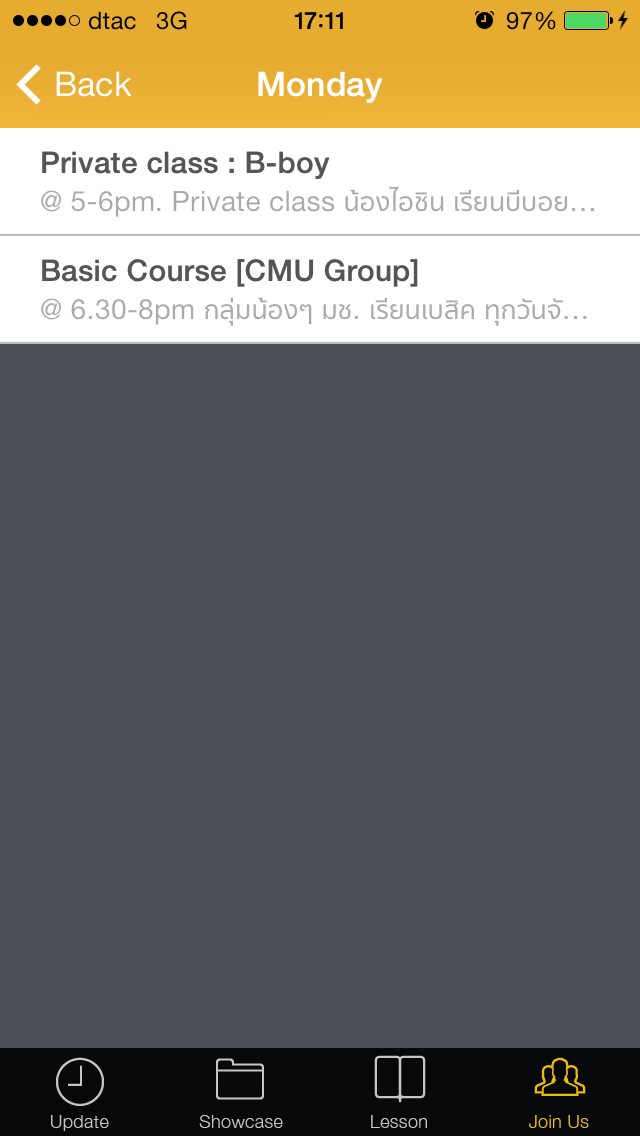 dtac 3G 17:11 97%
Back Monday
Private class : B-boy
@ 5-6pm. Private class น้องไอชิน เรียนบีบอย...
Basic Course [CMU Group]
@ 6.30-8pm กลุ่มน้องๆ มช. เรียนเบสิค ทุกวันจั...
Update Showcase Lesson Join Us